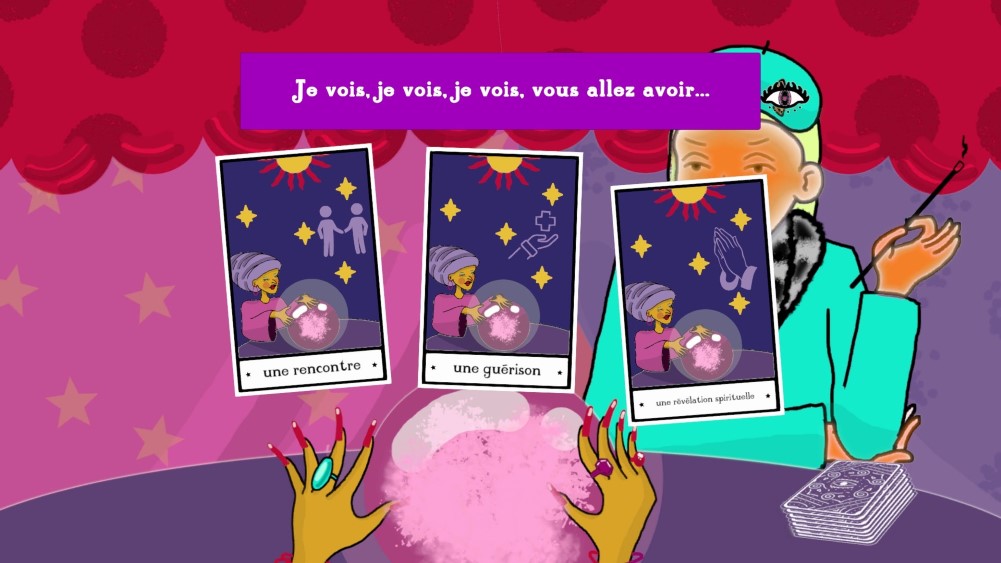 Je vois, je vois, je vois, vous allez avoir...
une rencontre
une guérison
une révélation spirituelle